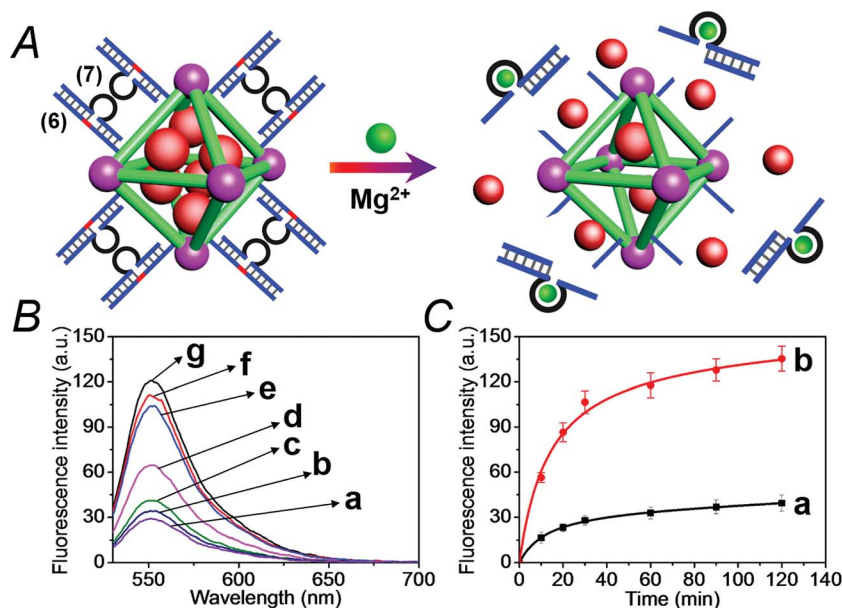 A
(7)
(6)
Mg²⁺
B
C
150
120
90
60
30
0
Fluorescence intensity (a.u.)
g
f
e
d
c
b
a
550
600
650
700
Wavelength (nm)
150
120
90
60
30
0
Fluorescence intensity (a.u.)
b
a
0 20 40 60 80 100 120 140
Time (min)